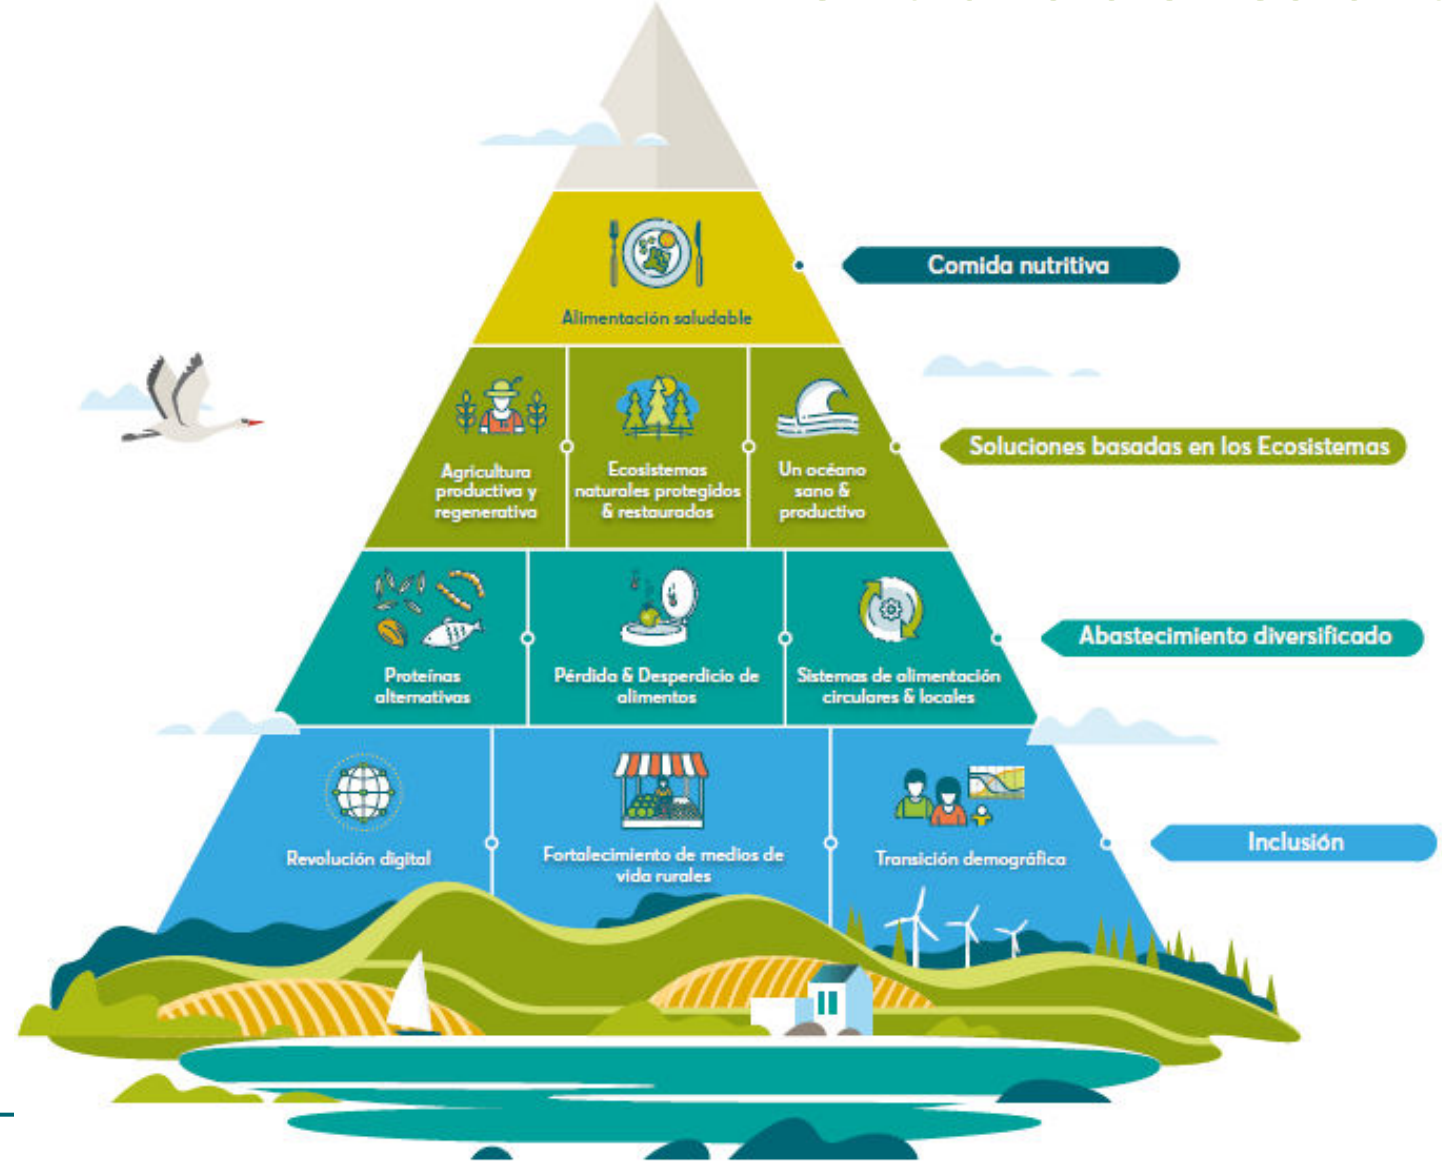 Comida nutritiva
Alimentación saludable
Soluciones basadas en los Ecosistemas
Agricultura
productiva y
regenerativa
Ecosistemas
naturales protegidos
& restaurados
Un océano
sano &
productivo
Abastecimiento diversificado
Proteínas
alternativas
Pérdida & Desperdicio de
alimentos
Sistemas de alimentación
circulares & locales
Inclusión
Revolución digital
Fortalecimiento de medios de
vida rurales
Transición demográfica